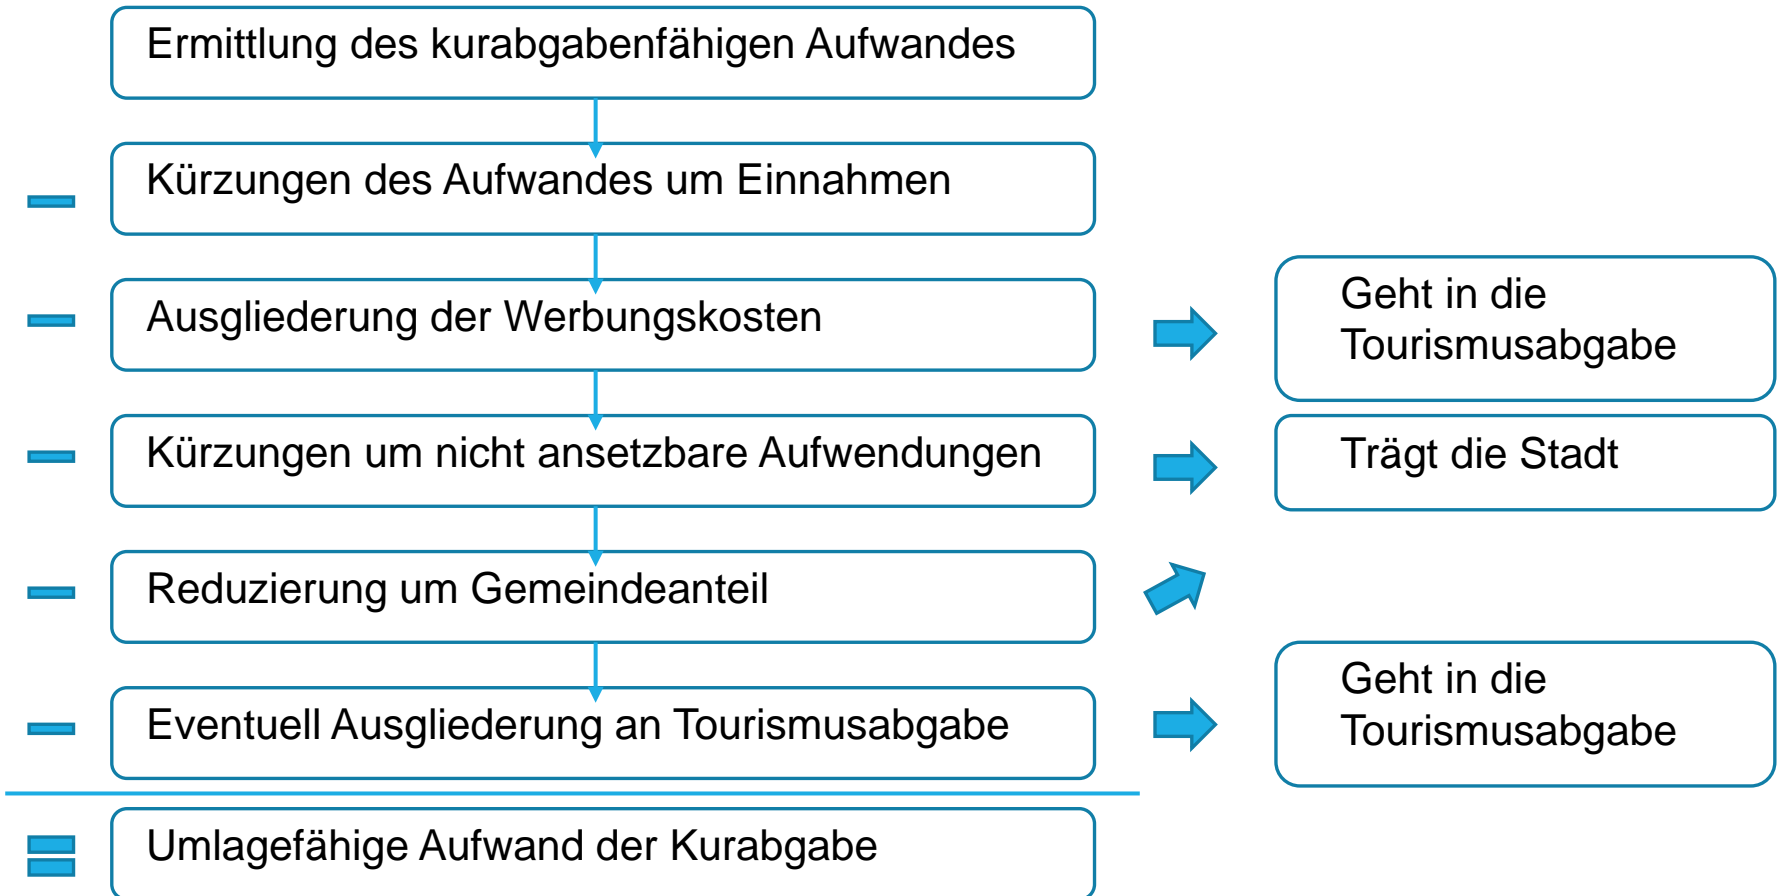 Ermittlung des kurabgabenfähigen Aufwandes
Kürzungen des Aufwandes um Einnahmen
Ausgliederung der Werbungskosten
Geht in die
Tourismusabgabe
Kürzungen um nicht ansetzbare Aufwendungen
Trägt die Stadt
Reduzierung um Gemeindeanteil
Eventuell Ausgliederung an Tourismusabgabe
Geht in die
Tourismusabgabe
Umlagefähige Aufwand der Kurabgabe